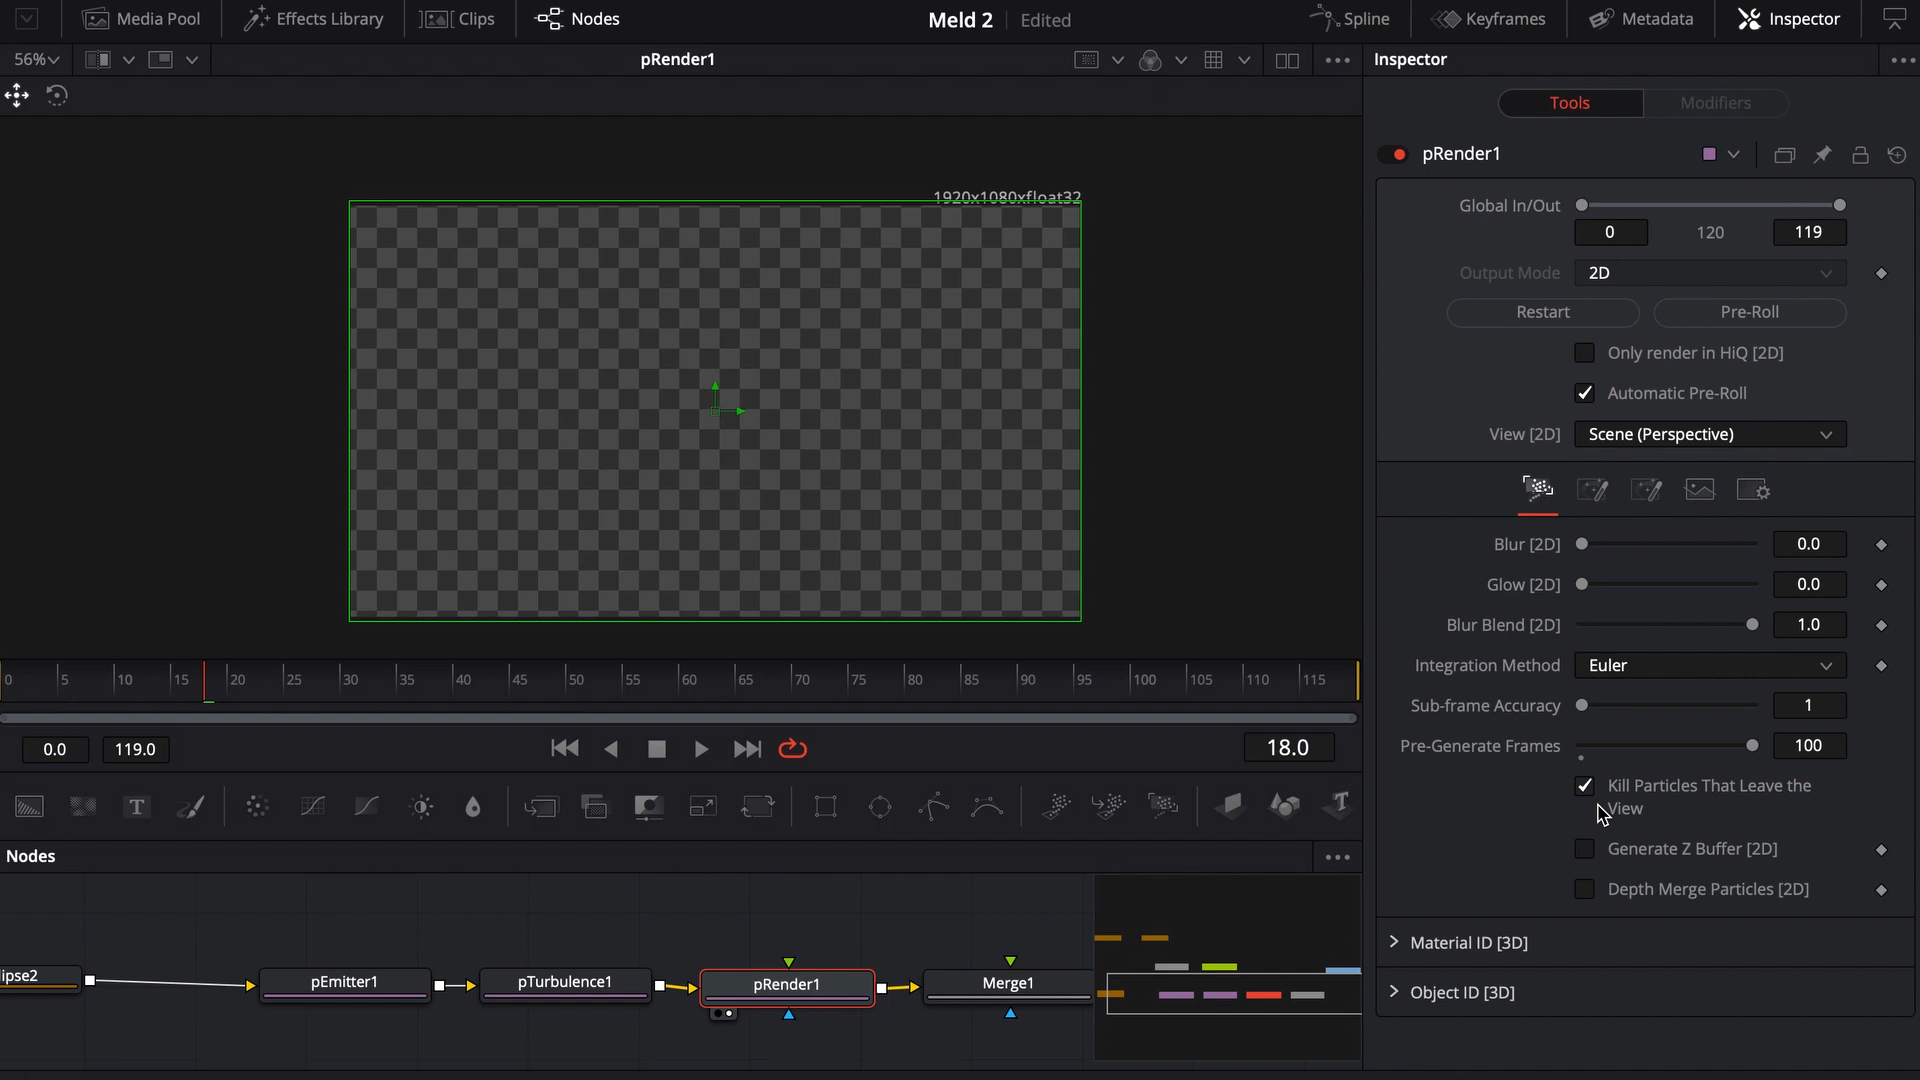 Media Pool
Effects Library
Clips
Nodes
Meld 2
Edited
Spline
Keyframes
Metadata
Inspector
56%
pRender1
Inspector
Tools
Modifiers
pRender1
1920x1080xfloat32
Global In/Out
0
120
119
Output Mode
2D
Restart
Pre-Roll
Only render in HiQ [2D]
Automatic Pre-Roll
View [2D]
Scene (Perspective)
Blur [2D]
0.0
Glow [2D]
0.0
Blur Blend [2D]
1.0
Integration Method
Euler
Sub-frame Accuracy
1
Pre-Generate Frames
100
Kill Particles That Leave the
View
Generate Z Buffer [2D]
Depth Merge Particles [2D]
Material ID [3D]
Object ID [3D]
0 5 10 15 20 25 30 35 40 45 50 55 60 65 70 75 80 85 90 95 100 105 110 115
0.0
119.0
18.0
T
T
Nodes
lipse2
pEmitter1
pTurbulence1
pRender1
Merge1